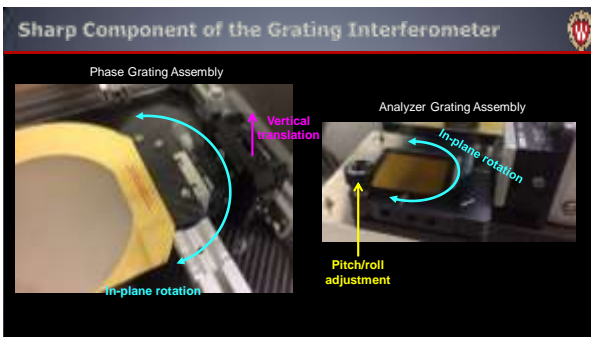 Sharp Component of the Grating Interferometer
Phase Grating Assembly
Vertical
translation
In-plane rotation
Analyzer Grating Assembly
In-plane rotation
Pitch/roll
adjustment
W